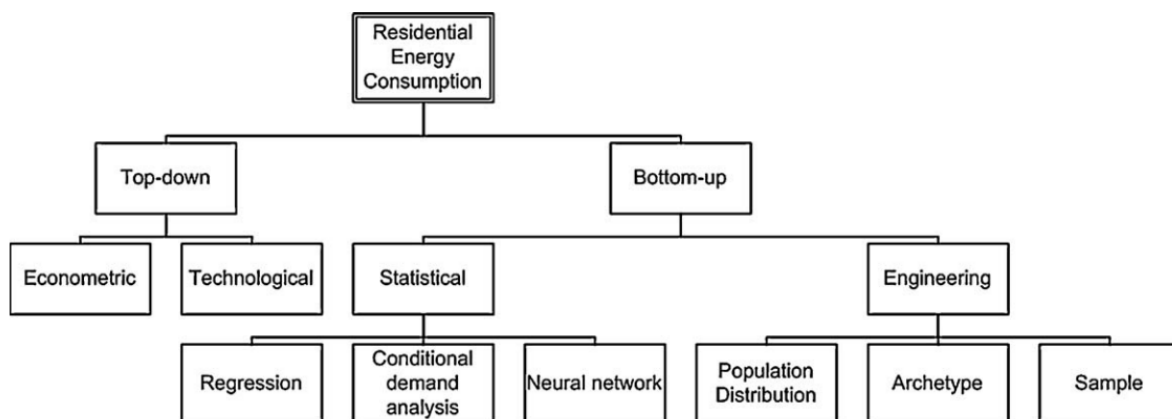 Residential
Energy
Consumption
Top-down
Bottom-up
Econometric
Technological
Statistical
Engineering
Regression
Conditional
demand
analysis
Neural network
Population
Distribution
Archetype
Sample